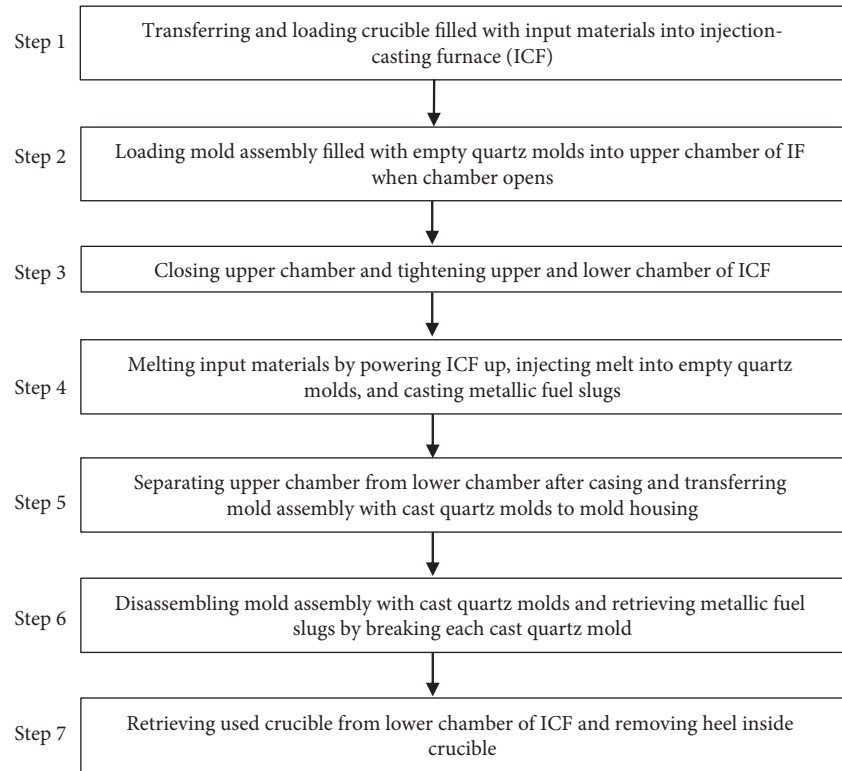 Step 1
Transferring and loading crucible filled with input materials into injection-
casting furnace (ICF)
Step 2
Loading mold assembly filled with empty quartz molds into upper chamber of IF
when chamber opens
Step 3
Closing upper chamber and tightening upper and lower chamber of ICF
Step 4
Melting input materials by powering ICF up, injecting melt into empty quartz
molds, and casting metallic fuel slugs
Step 5
Separating upper chamber from lower chamber after casing and transferring
mold assembly with cast quartz molds to mold housing
Step 6
Disassembling mold assembly with cast quartz molds and retrieving metallic fuel
slugs by breaking each cast quartz mold
Step 7
Retrieving used crucible from lower chamber of ICF and removing heel inside
crucible